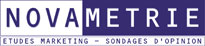 NOVAMETRIE
ETUDES MARKETING – SONDAGES D'OPINION